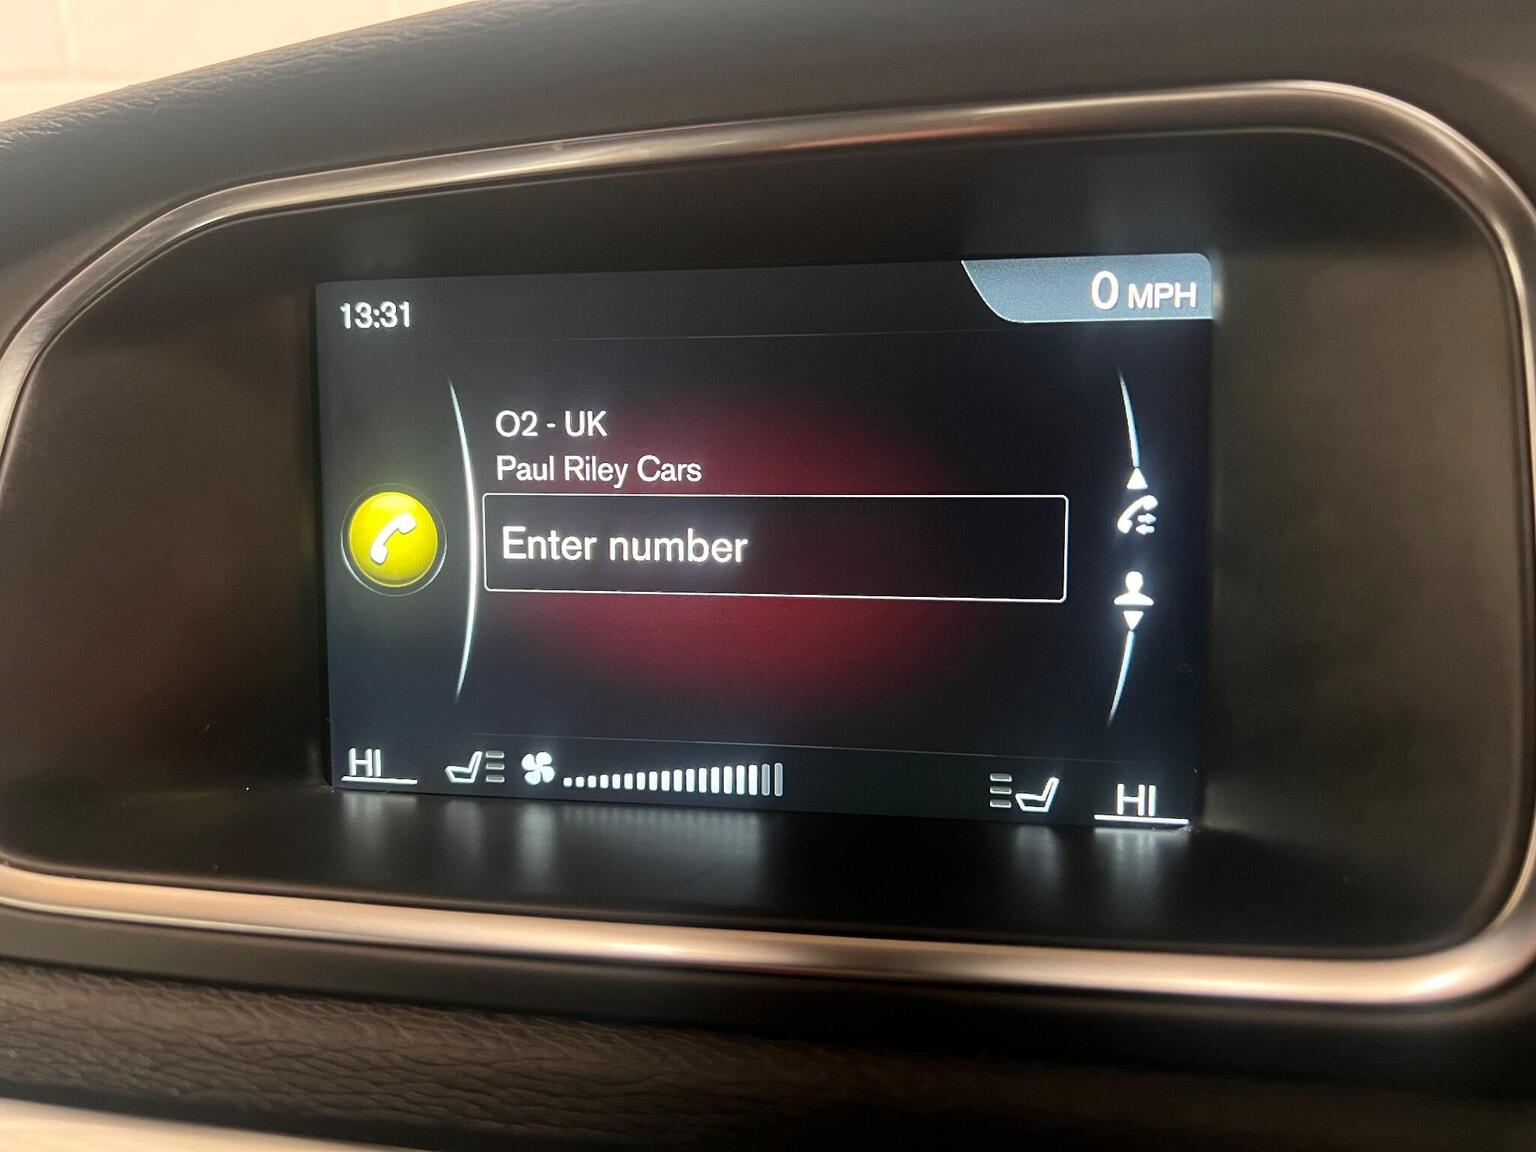 13:31
0 MPH
O2 - UK
Paul Riley Cars
Enter number
HI
HI